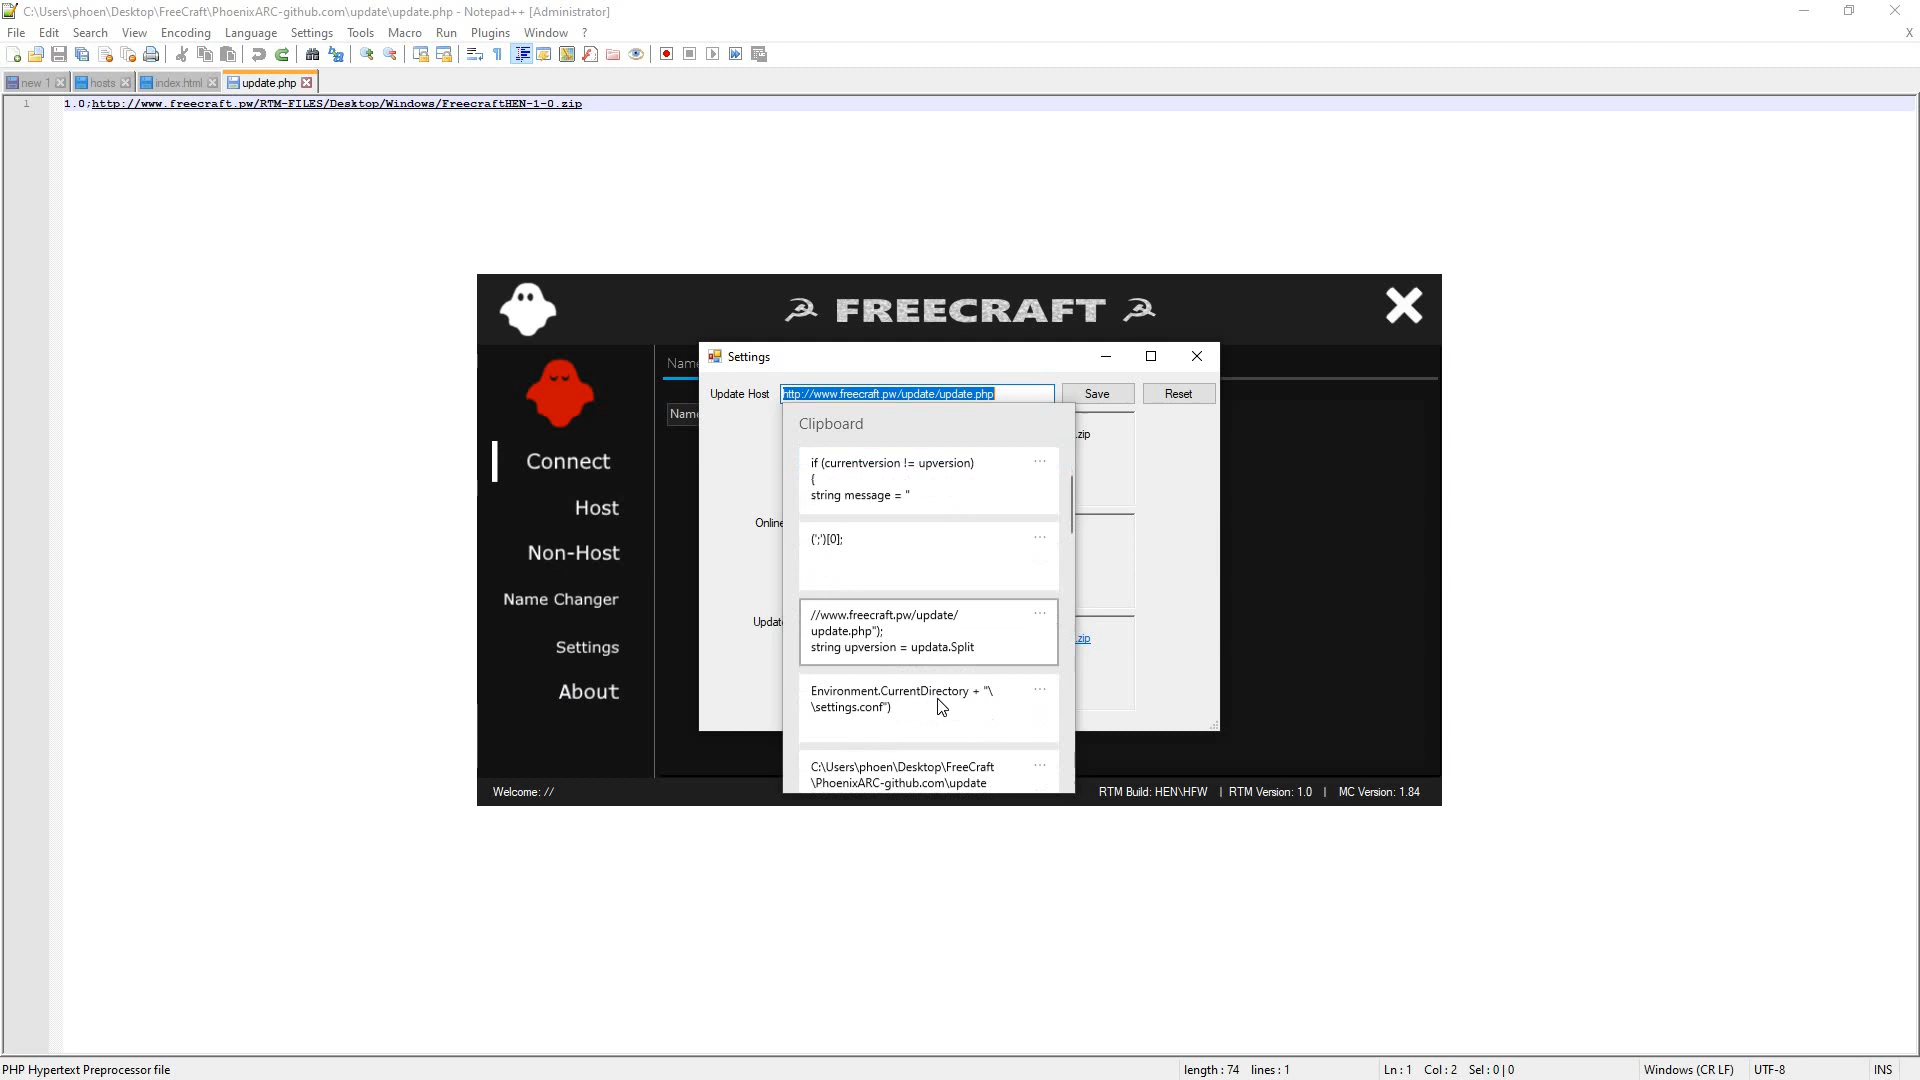 C:\Users\phoen\Desktop\FreeCraft\PhoenixARC-github.com\update\update.php - Notepad++ [Administrator]
File Edit Search View Encoding Language Settings Tools Macro Run Plugins Window ? X
new 1 hosts index.html update.php
1 1.0;http://www.freecraft.pw/RTM-FILES/Desktop/Windows/FreecraftHEN-1-0.zip
FREECRAFT
Name
Settings
Update Host http://www.freecraft.pw/update/update.php Save Reset
Name
Clipboard
.zip
Connect
if (currentversion != upversion)
{
string message = "
Host
Online
(';')[0];
Non-Host
Name Changer
//www.freecraft.pw/update/
update.php");
string upversion = updata.Split
Updat
.zip
Settings
About
Environment.CurrentDirectory + "\
\settings.conf")
C:\Users\phoen\Desktop\FreeCraft
\PhoenixARC-github.com\update
Welcome: // RTM Build: HEN\HFW | RTM Version: 1.0 | MC Version: 1.84
PHP Hypertext Preprocessor file length : 74 lines : 1 Ln : 1 Col : 2 Sel : 0 | 0 Windows (CR LF) UTF-8 INS